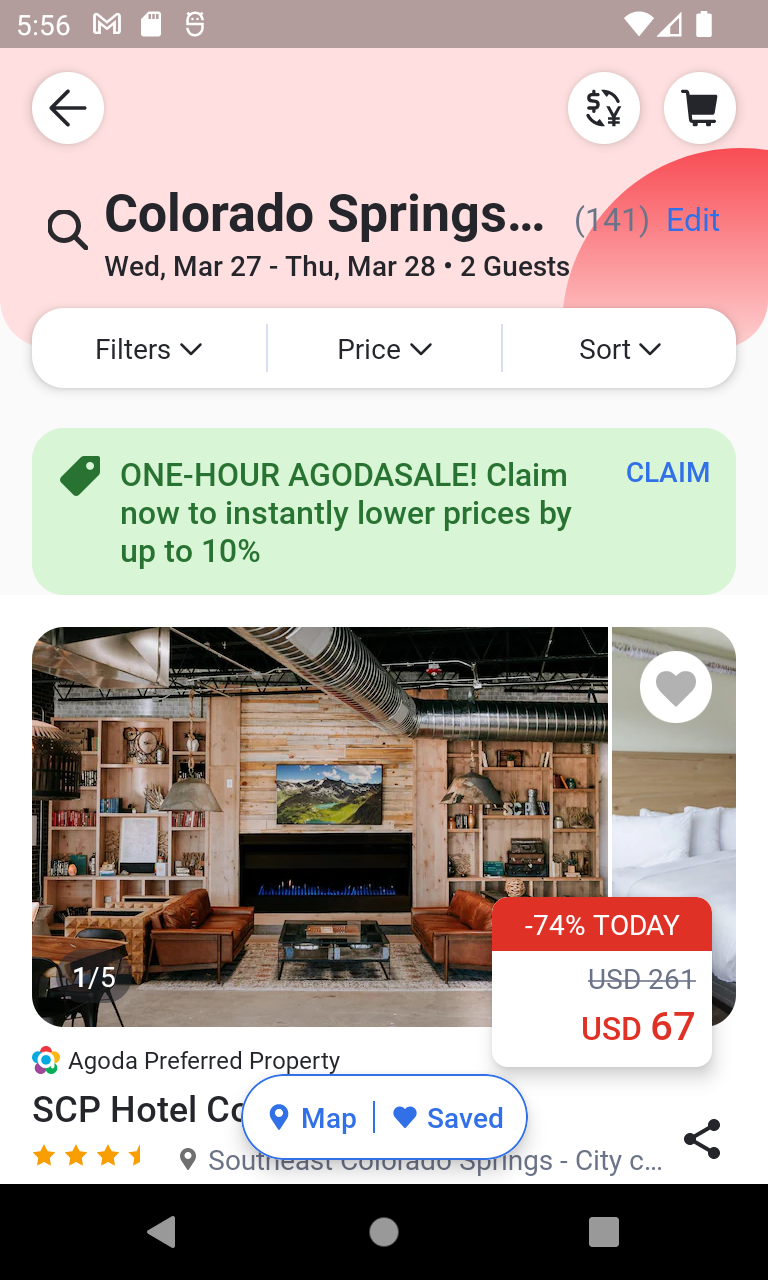 5:56
Colorado Springs... (141) Edit
Wed, Mar 27 - Thu, Mar 28 • 2 Guests
Filters Price Sort
ONE-HOUR AGODASALE! Claim CLAIM
now to instantly lower prices by
up to 10%
1/5
-74% TODAY
USD 261
USD 67
Agoda Preferred Property
SCP Hotel
Map Saved
Southeast Colorado Springs - City c...